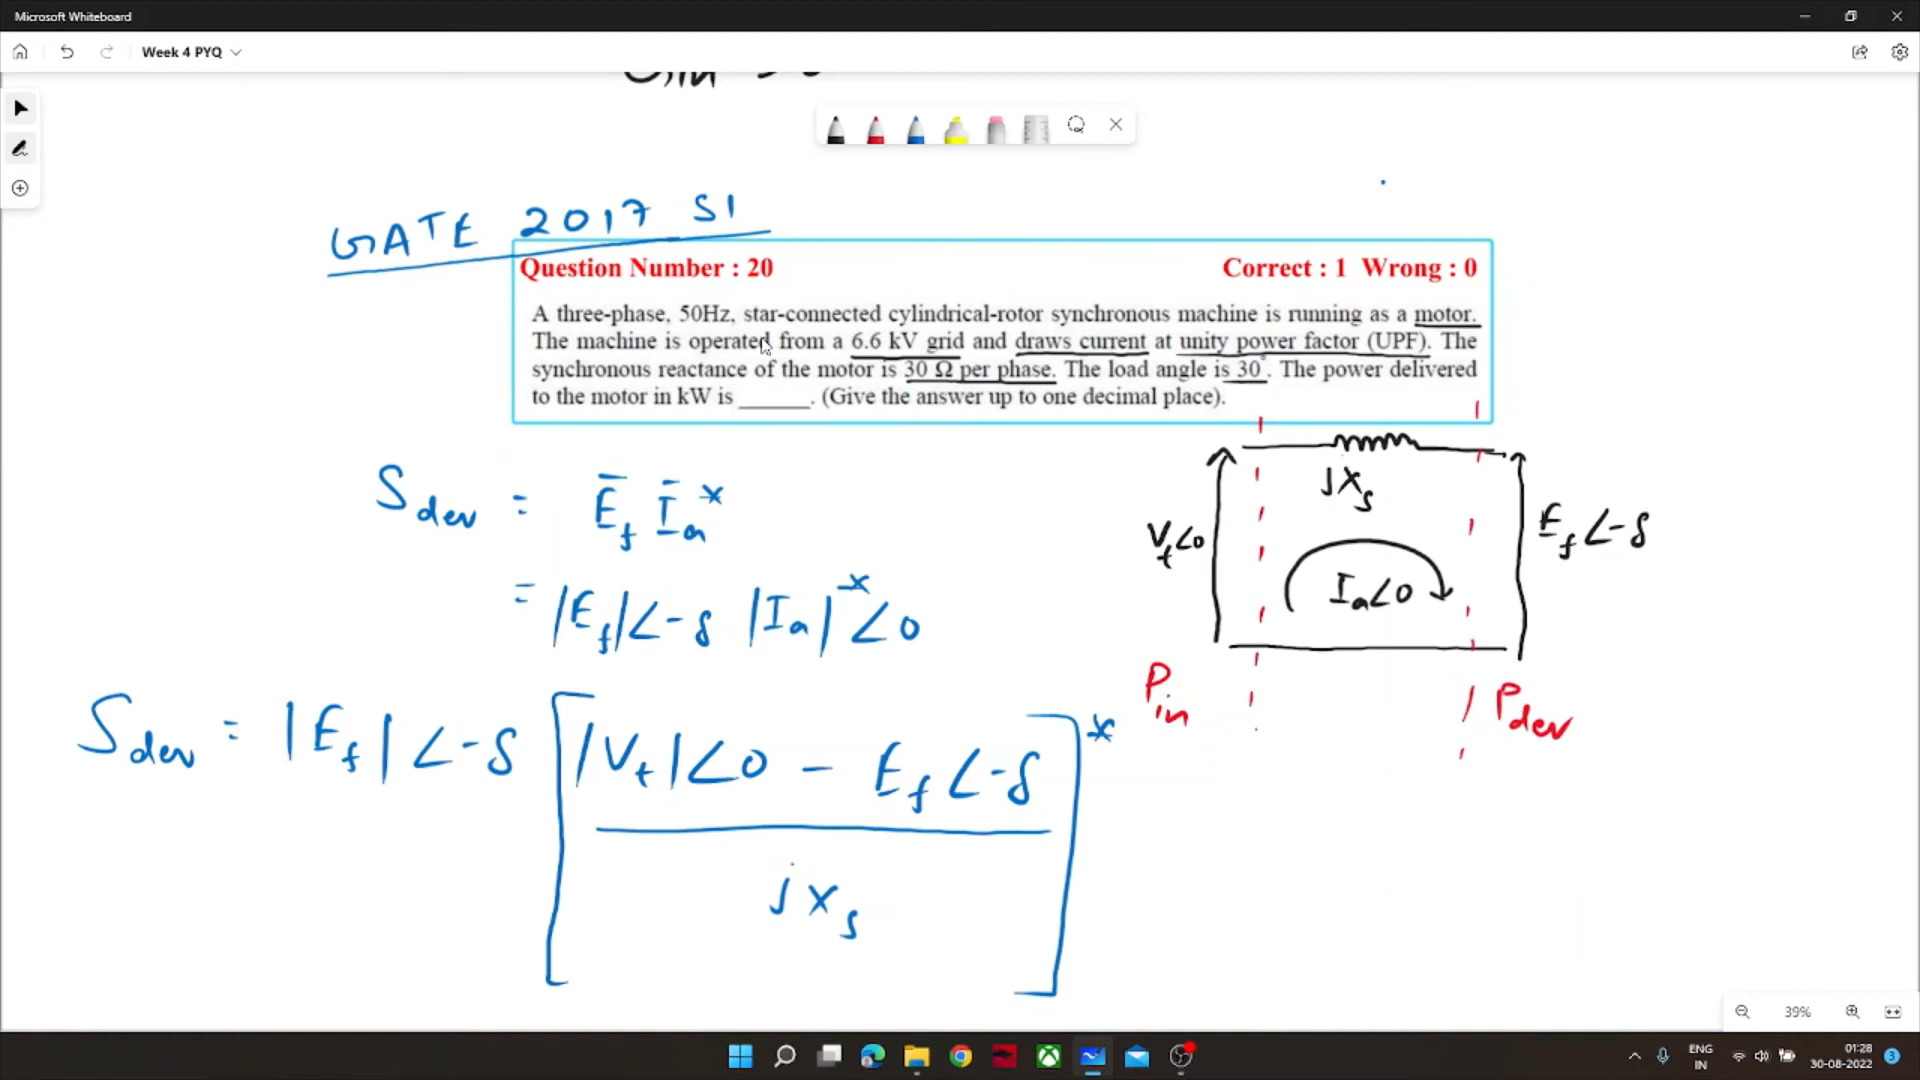 Microsoft Whiteboard
Week 4 PYQ
GATE 2017 S1
Question Number : 20 Correct : 1 Wrong : 0
A three-phase, 50Hz, star-connected cylindrical-rotor synchronous machine is running as a motor.
The machine is operated from a 6.6 kV grid and draws current at unity power factor (UPF). The
synchronous reactance of the motor is 30 Ω per phase. The load angle is 30°. The power delivered
to the motor in kW is ______. (Give the answer up to one decimal place).
S_dev = Ē_f Ī_a*
= |E_f|∠-δ |I_a|*∠0
S_dev = |E_f| ∠-δ [ (|V_t|∠0 - E_f ∠-δ) / jX_s ]*
jX_s
V_t∠0
E_f ∠-δ
I_a∠0
P_in
P_dev
39%
ENG
IN
01:28
30-08-2022
3